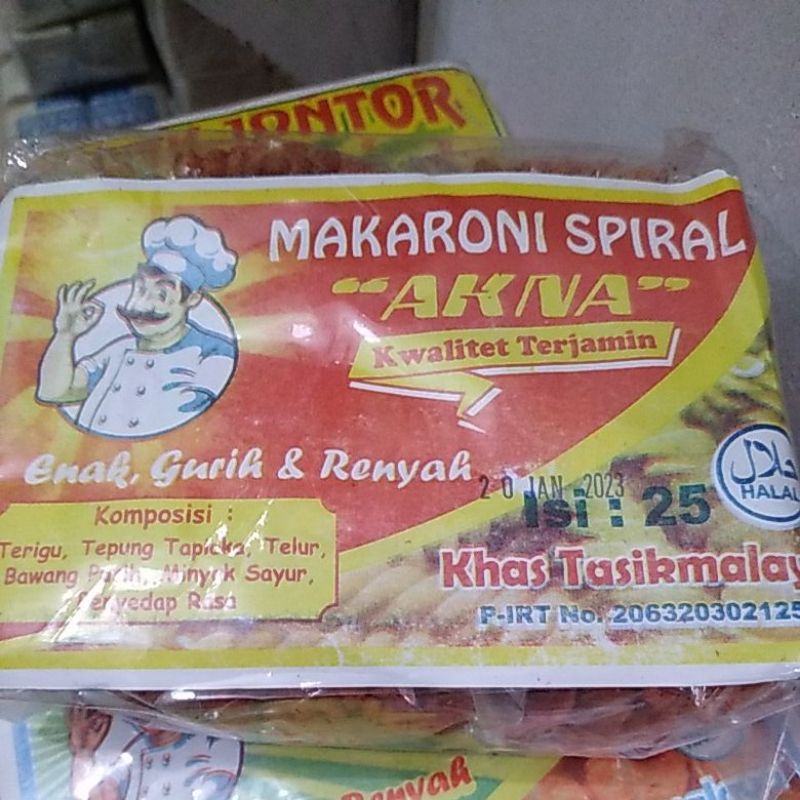 JONTOR
MAKARONI SPIRAL
"AKNA"
Kwalitet Terjamin
Enak, Gurih & Renyah
20 JAN 2023
Isi : 25
حلال
HALAL
Komposisi :
Terigu, Tepung Tapioka, Telur,
Bawang Putih, Minyak Sayur,
Penyedap Rasa
Khas Tasikmalay
P-IRT No. 206320302125
Renyah